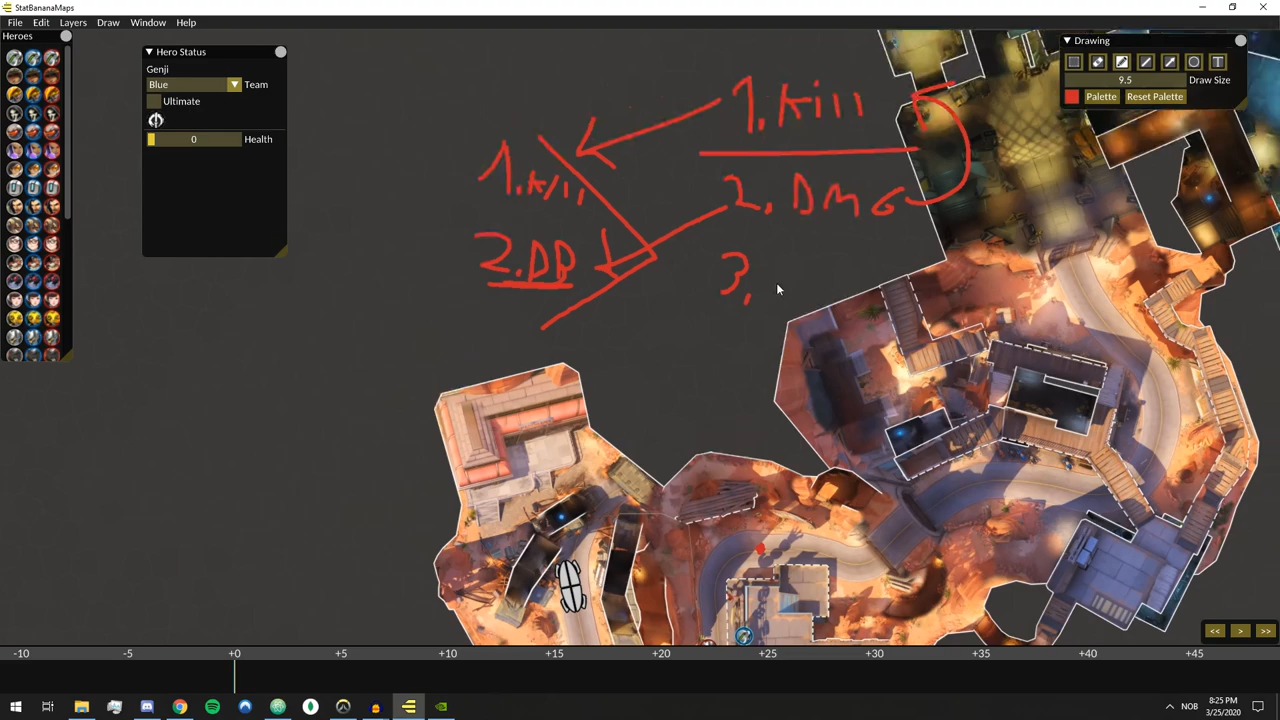 StatBananaMaps
File Edit Layers Draw Window Help
Heroes
Hero Status
Genji
Blue Team
Ultimate
0 Health
Drawing
T
9.5 Draw Size
Palette Reset Palette
1. Kill
2. DMG
3.
1. Kill
2. DB
<< > >>
-10 -5 +0 +5 +10 +15 +20 +25 +30 +35 +40 +45
NOB
8:25 PM
3/25/2020